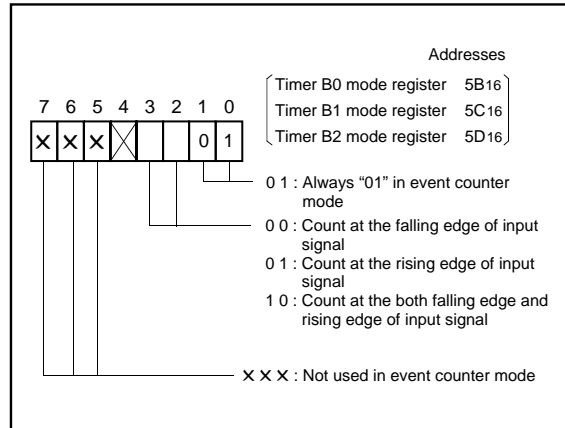 Addresses
Timer B0 mode register 5B16
Timer B1 mode register 5C16
Timer B2 mode register 5D16
7 6 5 4 3 2 1 0
× × × 0 1
0 1 : Always “01” in event counter
mode
0 0 : Count at the falling edge of input
signal
0 1 : Count at the rising edge of input
signal
1 0 : Count at the both falling edge and
rising edge of input signal
× × × : Not used in event counter mode